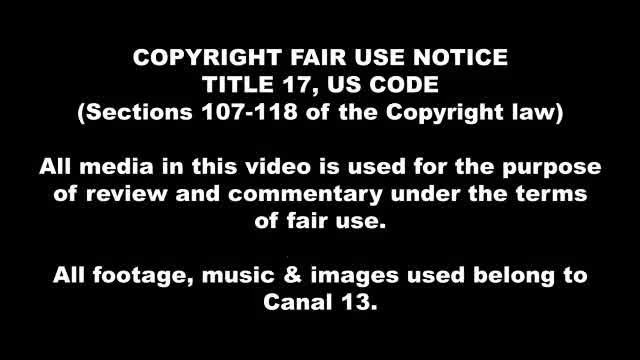 COPYRIGHT FAIR USE NOTICE
TITLE 17, US CODE
(Sections 107-118 of the Copyright law)
All media in this video is used for the purpose
of review and commentary under the terms
of fair use.
All footage, music & images used belong to
Canal 13.